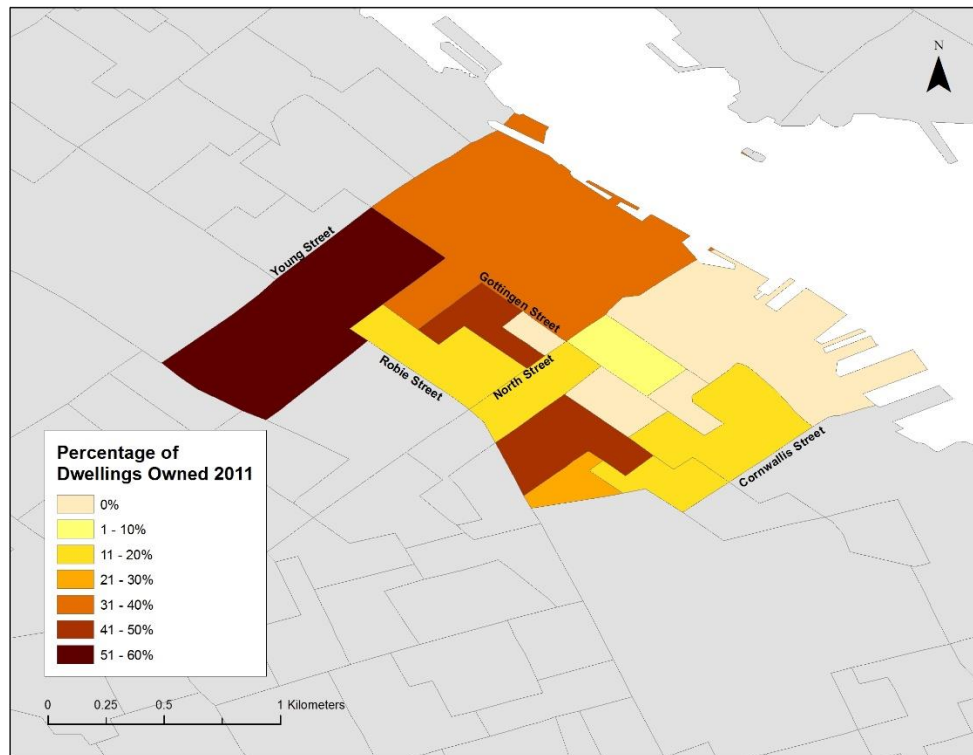 N
Young Street
Gottingen Street
North Street
Robie Street
Cornwallis Street
Percentage of
Dwellings Owned 2011
0%
1 - 10%
11 - 20%
21 - 30%
31 - 40%
41 - 50%
51 - 60%
0 0.25 0.5 1 Kilometers